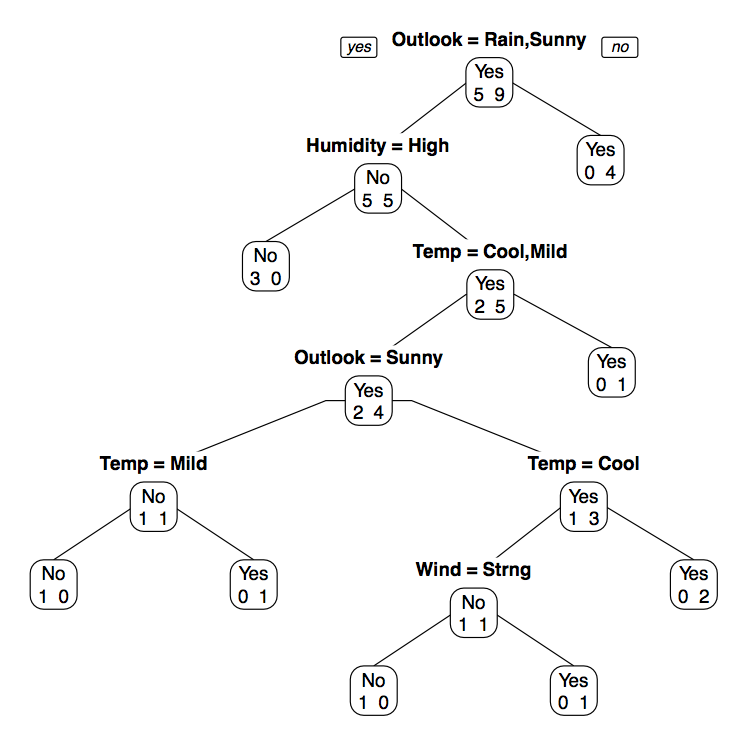 yes Outlook = Rain,Sunny no
Yes
5 9
Humidity = High
Yes
0 4
No
5 5
Temp = Cool,Mild
No
3 0
Yes
2 5
Outlook = Sunny
Yes
0 1
Yes
2 4
Temp = Mild
Temp = Cool
No
1 1
Yes
1 3
Wind = Strng
No
1 0
Yes
0 1
Yes
0 2
No
1 1
No
1 0
Yes
0 1